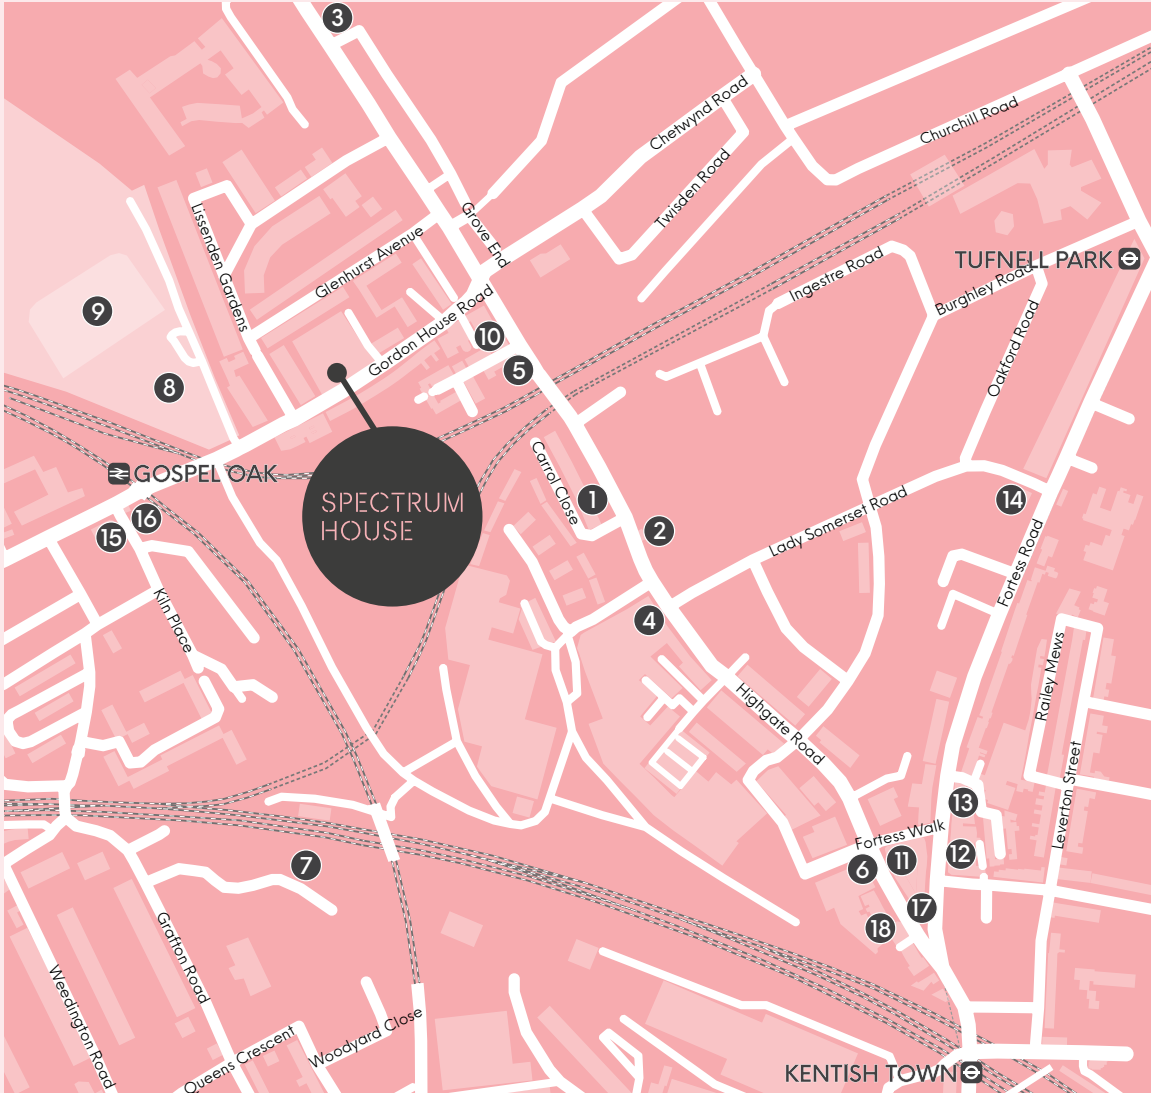 3
Chetwynd Road
Churchill Road
Twisden Road
Lissenden Gardens
Grove End
Glenhurst Avenue
TUFNELL PARK
Ingestre Road
Burghley Road
9
Gordon House Road
10
Oakford Road
5
8
GOSPEL OAK
Carrol Close
SPECTRUM
HOUSE
1
14
16
15
2
Lady Somerset Road
Fortess Road
Kiln Place
4
Railey Mews
Highgate Road
Leverton Street
13
Fortess Walk
12
11
6
7
17
18
Grafton Road
Weedington Road
Woodyard Close
Queens Crescent
KENTISH TOWN